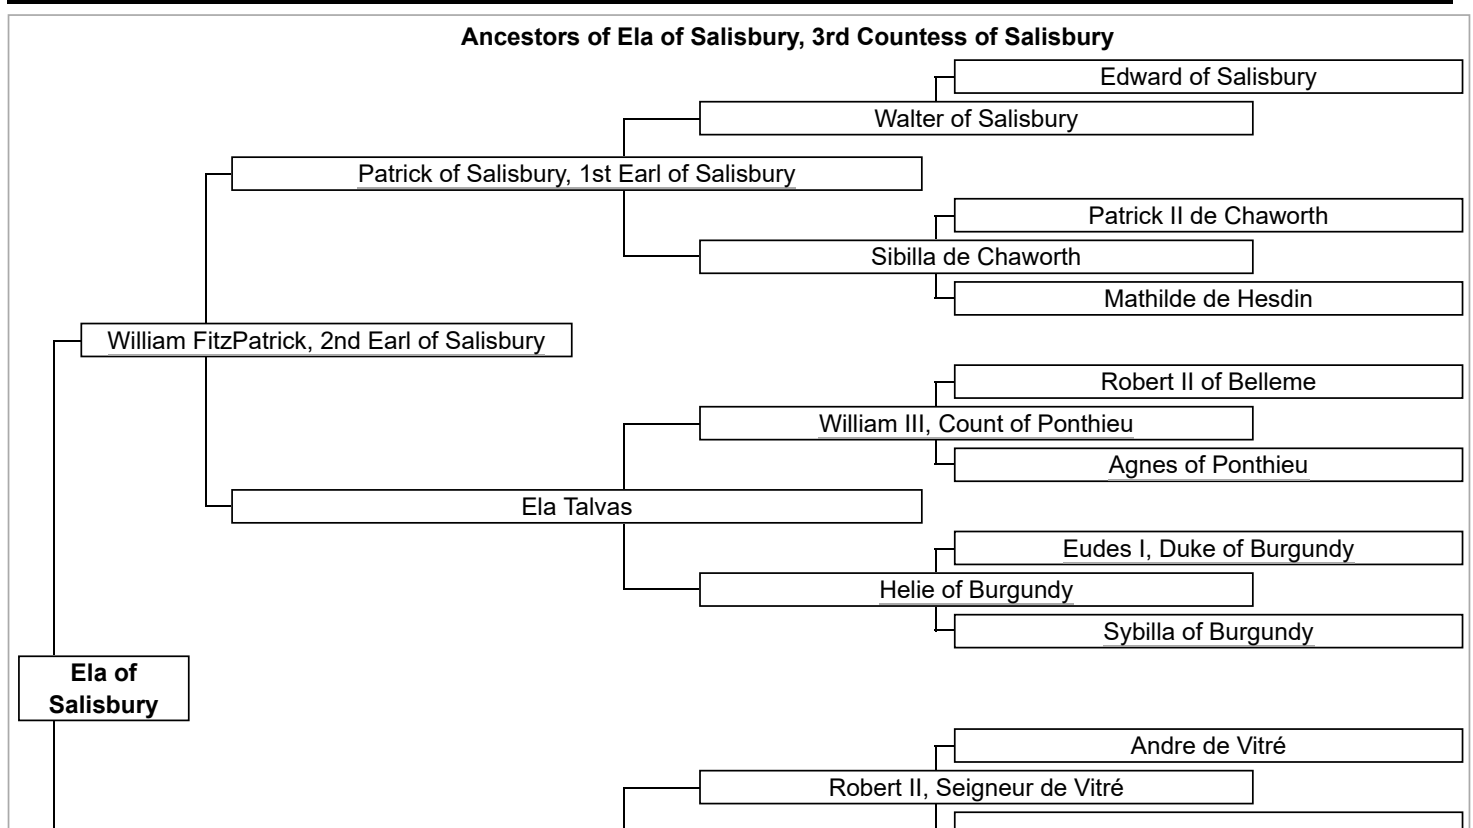 Ancestors of Ela of Salisbury, 3rd Countess of Salisbury
Edward of Salisbury
Walter of Salisbury
Patrick of Salisbury, 1st Earl of Salisbury
Patrick II de Chaworth
Sibilla de Chaworth
Mathilde de Hesdin
William FitzPatrick, 2nd Earl of Salisbury
Robert II of Belleme
William III, Count of Ponthieu
Agnes of Ponthieu
Ela Talvas
Eudes I, Duke of Burgundy
Helie of Burgundy
Sybilla of Burgundy
Ela of
Salisbury
Andre de Vitré
Robert II, Seigneur de Vitré